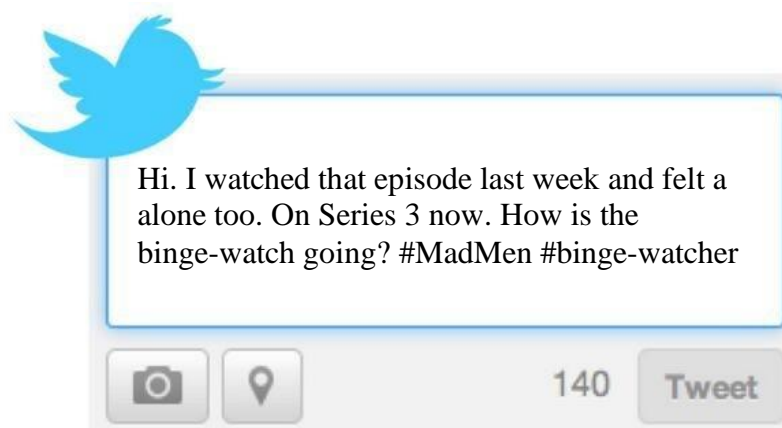 Hi. I watched that episode last week and felt a
alone too. On Series 3 now. How is the
binge-watch going? #MadMen #binge-watcher
140 Tweet